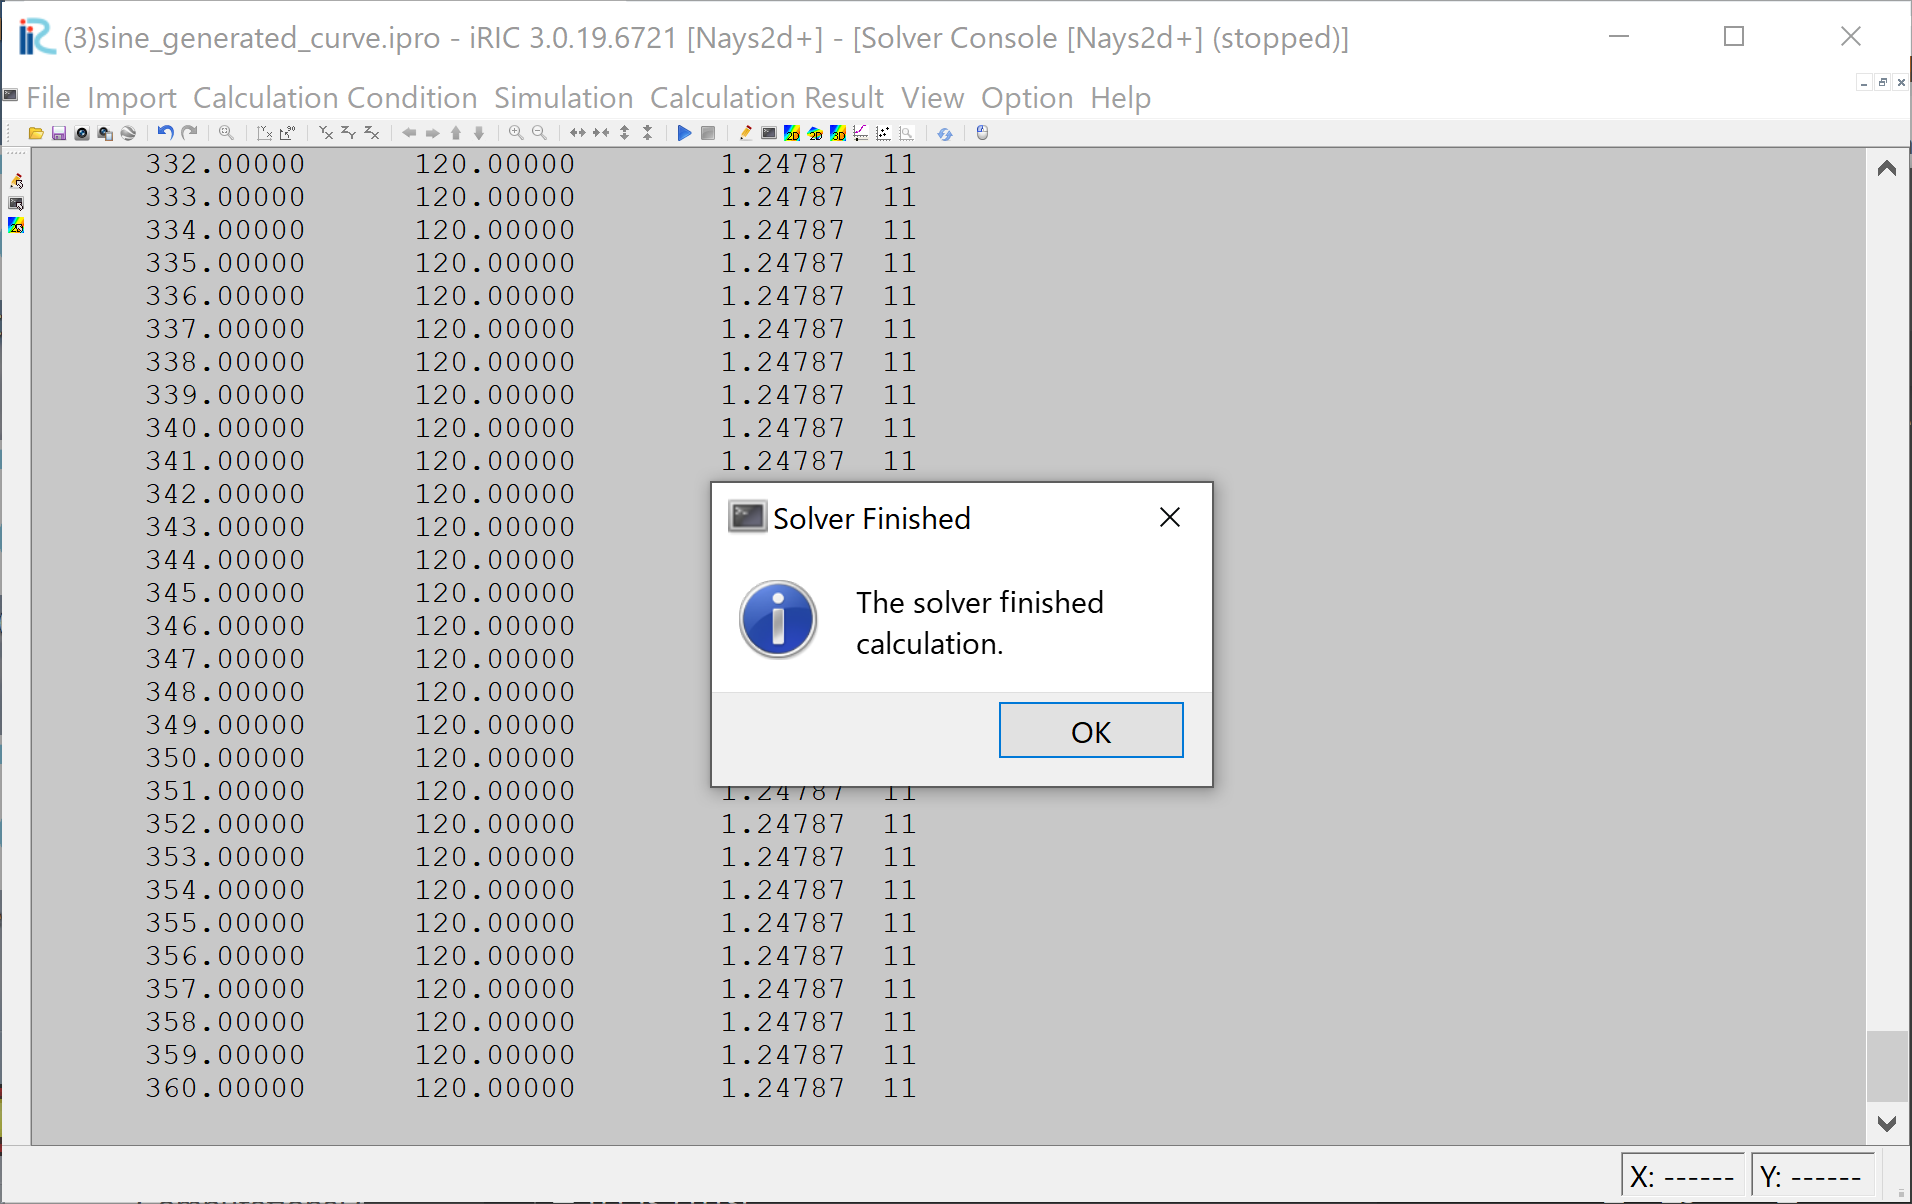 (3)sine_generated_curve.ipro - iRIC 3.0.19.6721 [Nays2d+] - [Solver Console [Nays2d+] (stopped)]
File Import Calculation Condition Simulation Calculation Result View Option Help
332.00000 120.00000 1.24787 11
333.00000 120.00000 1.24787 11
334.00000 120.00000 1.24787 11
335.00000 120.00000 1.24787 11
336.00000 120.00000 1.24787 11
337.00000 120.00000 1.24787 11
338.00000 120.00000 1.24787 11
339.00000 120.00000 1.24787 11
340.00000 120.00000 1.24787 11
341.00000 120.00000 1.24787 11
342.00000 120.00000
343.00000 120.00000
344.00000 120.00000
345.00000 120.00000
346.00000 120.00000
347.00000 120.00000
348.00000 120.00000
349.00000 120.00000
350.00000 120.00000
351.00000 120.00000 1.24787 11
352.00000 120.00000 1.24787 11
353.00000 120.00000 1.24787 11
354.00000 120.00000 1.24787 11
355.00000 120.00000 1.24787 11
356.00000 120.00000 1.24787 11
357.00000 120.00000 1.24787 11
358.00000 120.00000 1.24787 11
359.00000 120.00000 1.24787 11
360.00000 120.00000 1.24787 11
Solver Finished
The solver finished
calculation.
OK
X: ------ Y: ------